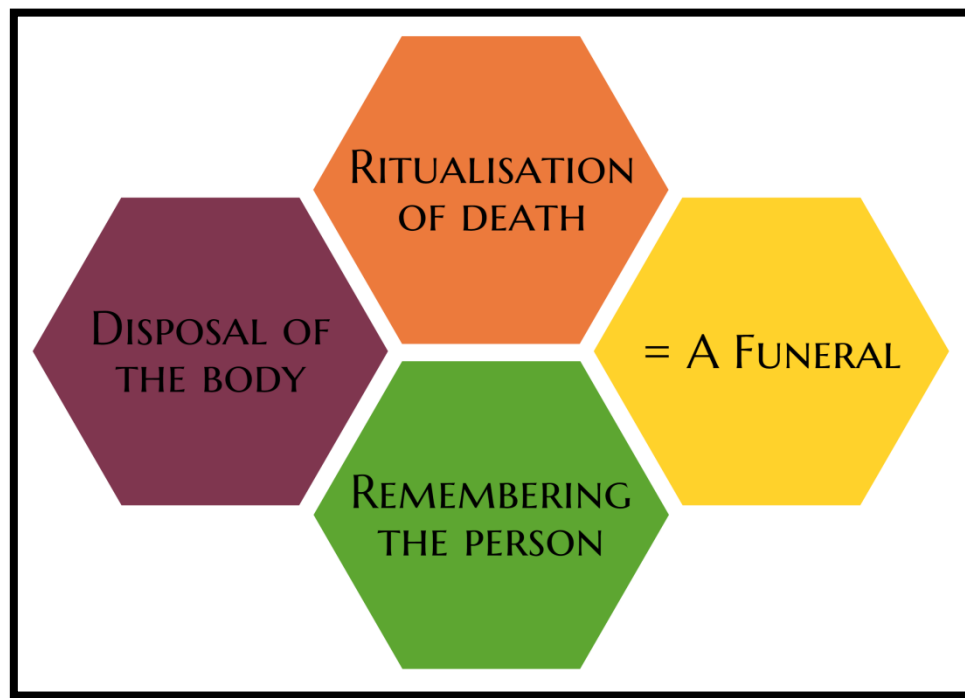 Ritualisation
of death
Disposal of
the body
= A Funeral
Remembering
the person